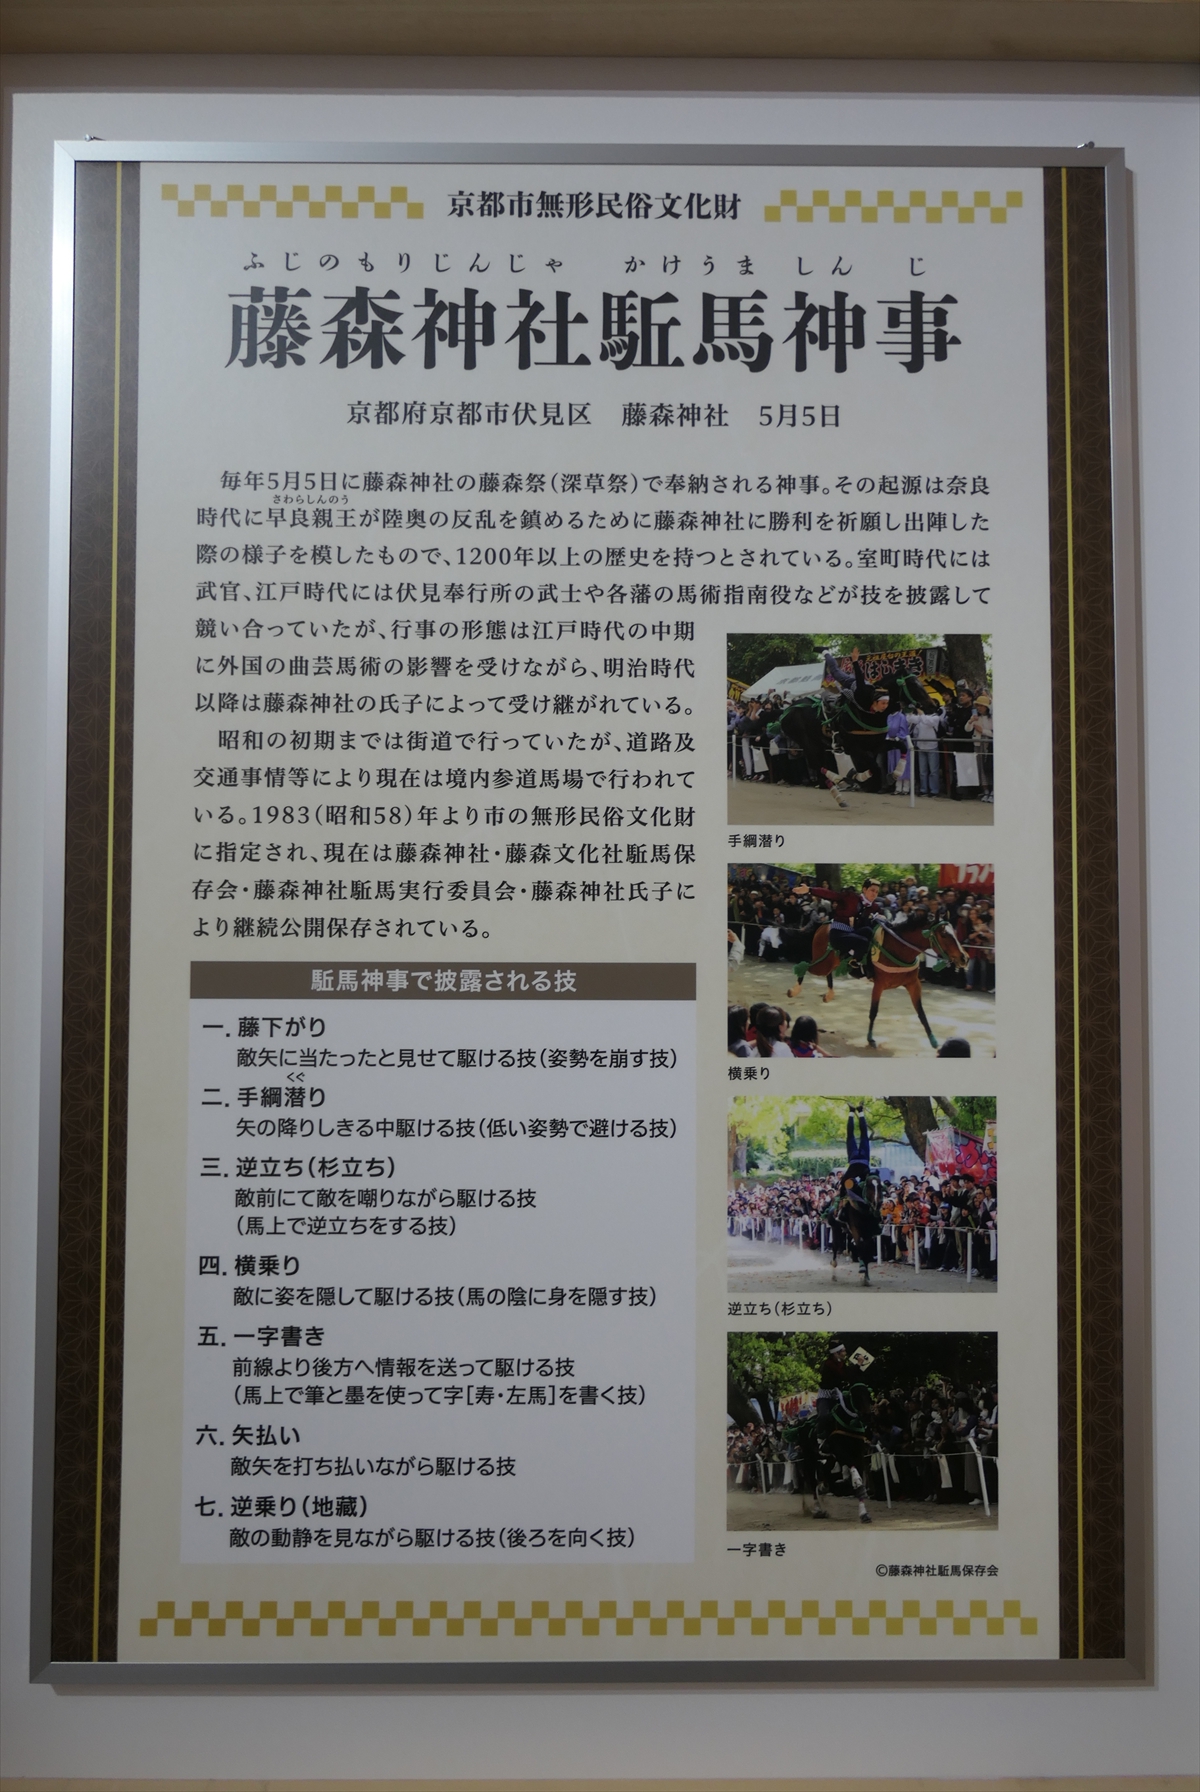 京都市無形民俗文化財
ふじのもりじんじゃ かけうま しん じ
藤森神社駈馬神事
京都府京都市伏見区 藤森神社 5月5日
毎年5月5日に藤森神社の藤森祭(深草祭)で奉納される神事。その起源は奈良
さわらしんのう
時代に早良親王が陸奥の反乱を鎮めるために藤森神社に勝利を祈願し出陣した
際の様子を模したもので、1200年以上の歴史を持つとされている。室町時代には
武官、江戸時代には伏見奉行所の武士や各藩の馬術指南役などが技を披露して
競い合っていたが、行事の形態は江戸時代の中期
に外国の曲芸馬術の影響を受けながら、明治時代
以降は藤森神社の氏子によって受け継がれている。
昭和の初期までは街道で行っていたが、道路及
交通事情等により現在は境内参道馬場で行われて
いる。1983(昭和58)年より市の無形民俗文化財
に指定され、現在は藤森神社・藤森文化社駈馬保
存会・藤森神社駈馬実行委員会・藤森神社氏子に
より継続公開保存されている。
駈馬神事で披露される技
一. 藤下がり
敵矢に当たったと見せて駆ける技(姿勢を崩す技)
くぐ
二. 手綱潜り
矢の降りしきる中駆ける技(低い姿勢で避ける技)
三. 逆立ち(杉立ち)
敵前にて敵を嘲りながら駆ける技
(馬上で逆立ちをする技)
四. 横乗り
敵に姿を隠して駆ける技(馬の陰に身を隠す技)
五. 一字書き
前線より後方へ情報を送って駆ける技
(馬上で筆と墨を使って字[寿・左馬]を書く技)
六. 矢払い
敵矢を打ち払いながら駆ける技
七. 逆乗り(地藏)
敵の動静を見ながら駆ける技(後ろを向く技)
手綱潜り
横乗り
逆立ち(杉立ち)
一字書き
©藤森神社駈馬保存会